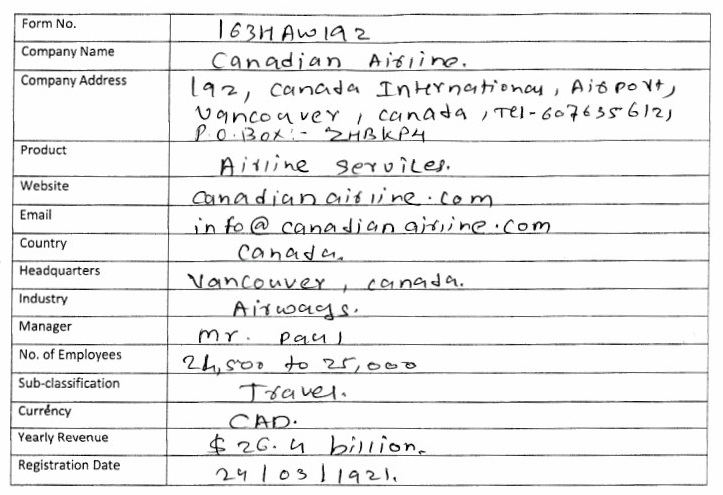 Form No. 163HAW192
Company Name Canadian Airline.
Company Address 192, Canada International, Airport,
Vancouver, Canada, Tel-607635612,
P.O.Box:- ZHBKP4
Product Airline Services.
Website canadianairline.com
Email info@canadianairline.com
Country Canada.
Headquarters Vancouver, Canada.
Industry Airways.
Manager Mr. Paul
No. of Employees 24,500 to 25,000
Sub-classification Travel.
Currency CAD.
Yearly Revenue $26.4 billion.
Registration Date 24/03/1921.